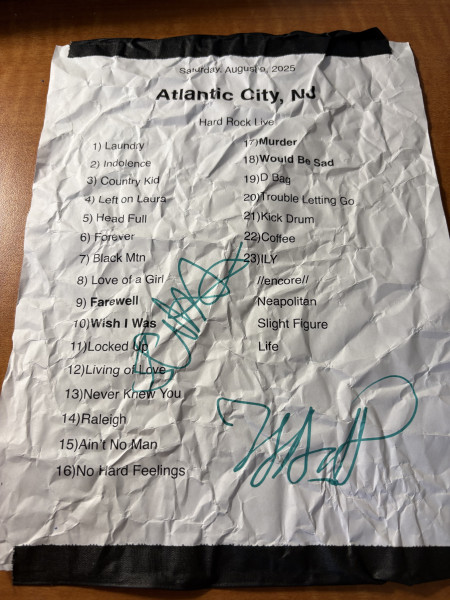 Saturday, August 9, 2025
Atlantic City, NJ
Hard Rock Live
1) Laundry
2) Indolence
3) Country Kid
4) Left on Laura
5) Head Full
6) Forever
7) Black Mtn
8) Love of a Girl
9) Farewell
10) Wish I Was
11)Locked Up
12)Living of Love
13)Never Knew You
14)Raleigh
15)Ain't No Man
16)No Hard Feelings
17)Murder
18)Would Be Sad
19)D Bag
20)Trouble Letting Go
21)Kick Drum
22)Coffee
23)ILY
//encore//
Neapolitan
Slight Figure
Life